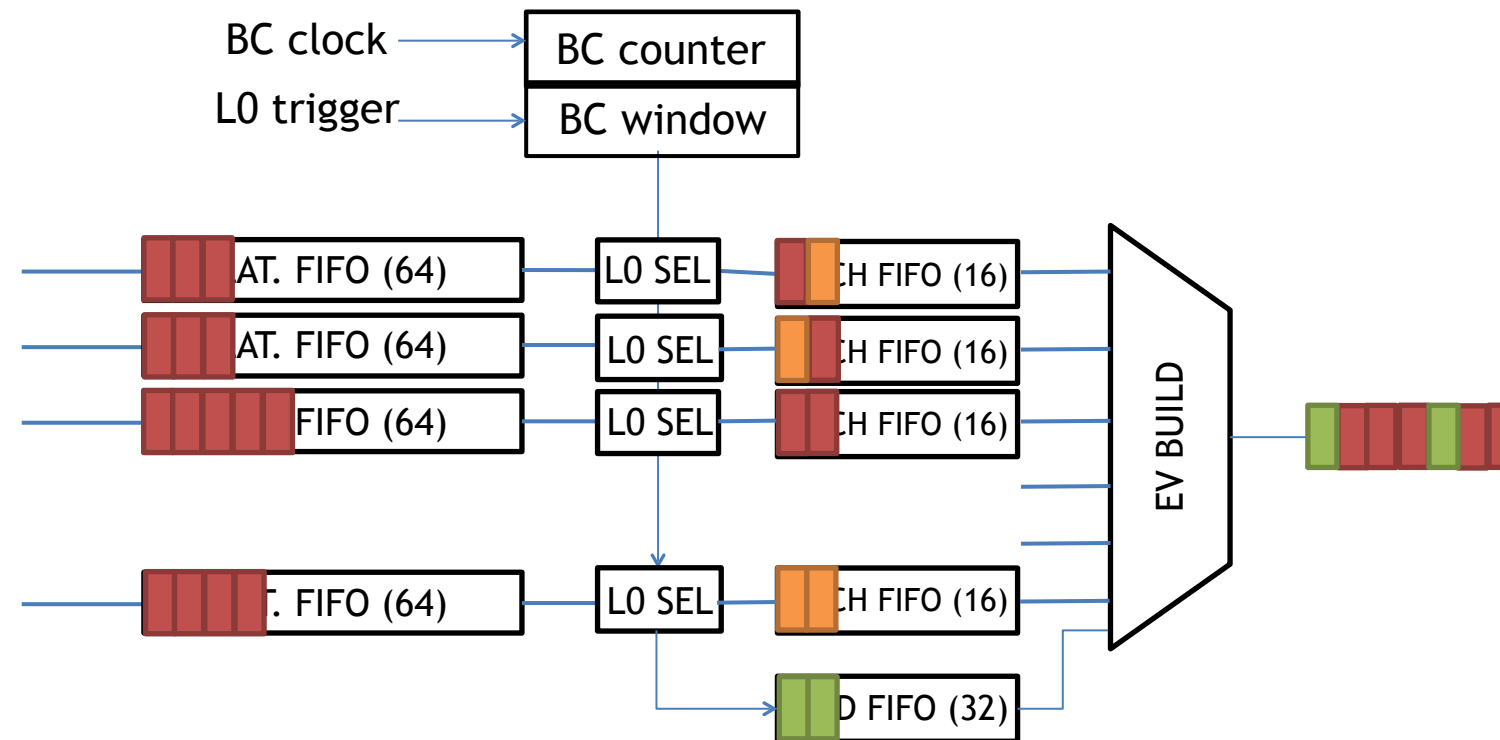 BC clock
BC counter
L0 trigger
BC window
AT. FIFO (64)
L0 SEL
CH FIFO (16)
AT. FIFO (64)
L0 SEL
CH FIFO (16)
FIFO (64)
L0 SEL
CH FIFO (16)
EV BUILD
T. FIFO (64)
L0 SEL
CH FIFO (16)
D FIFO (32)